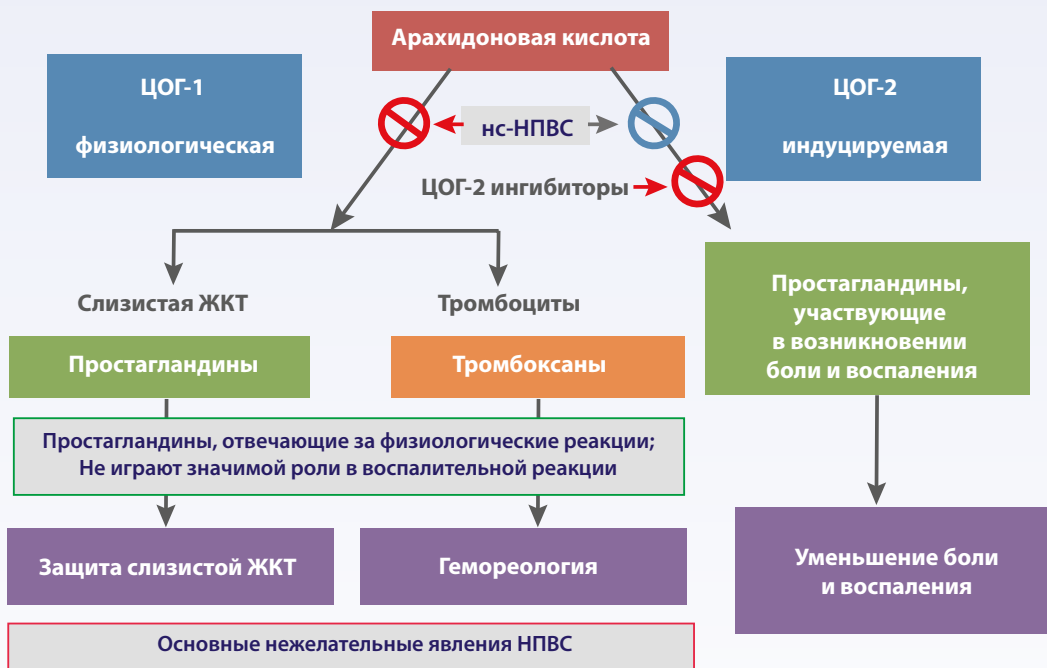 Арахидоновая кислота
ЦОГ-1
физиологическая
ЦОГ-2
индуцируемая
нс-НПВС
ЦОГ-2 ингибиторы
Слизистая ЖКТ
Тромбоциты
Простагландины
Тромбоксаны
Простагландины,
участвующие
в возникновении
боли и воспаления
Простагландины, отвечающие за физиологические реакции;
Не играют значимой роли в воспалительной реакции
Защита слизистой ЖКТ
Гемореология
Уменьшение боли
и воспаления
Основные нежелательные явления НПВС